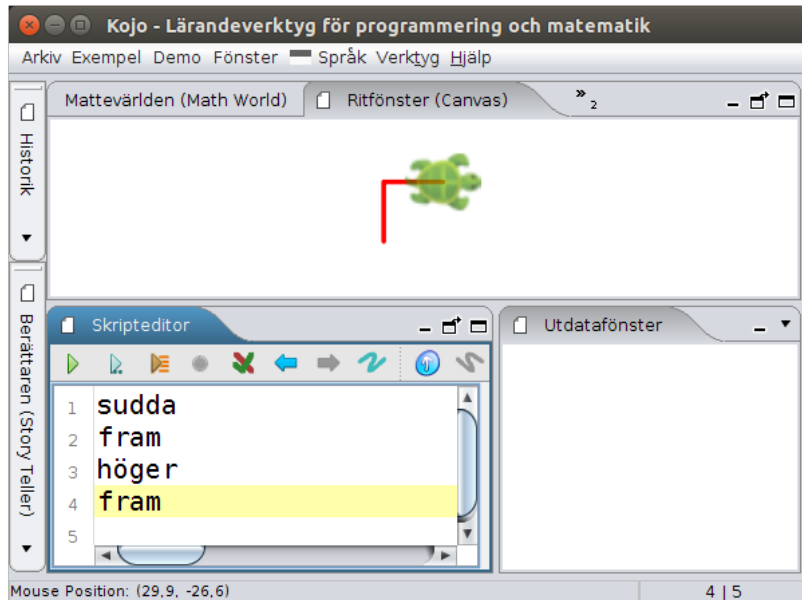 Kojo - Lärandeverktyg för programmering och matematik
Arkiv Exempel Demo Fönster Språk Verktyg Hjälp
Historik
Mattevärlden (Math World) Ritfönster (Canvas) » 2
Berättaren (Story Teller)
Skripteditor
1 sudda
2 fram
3 höger
4 fram
5
Utdatafönster
Mouse Position: (29,9, -26,6) 4 | 5